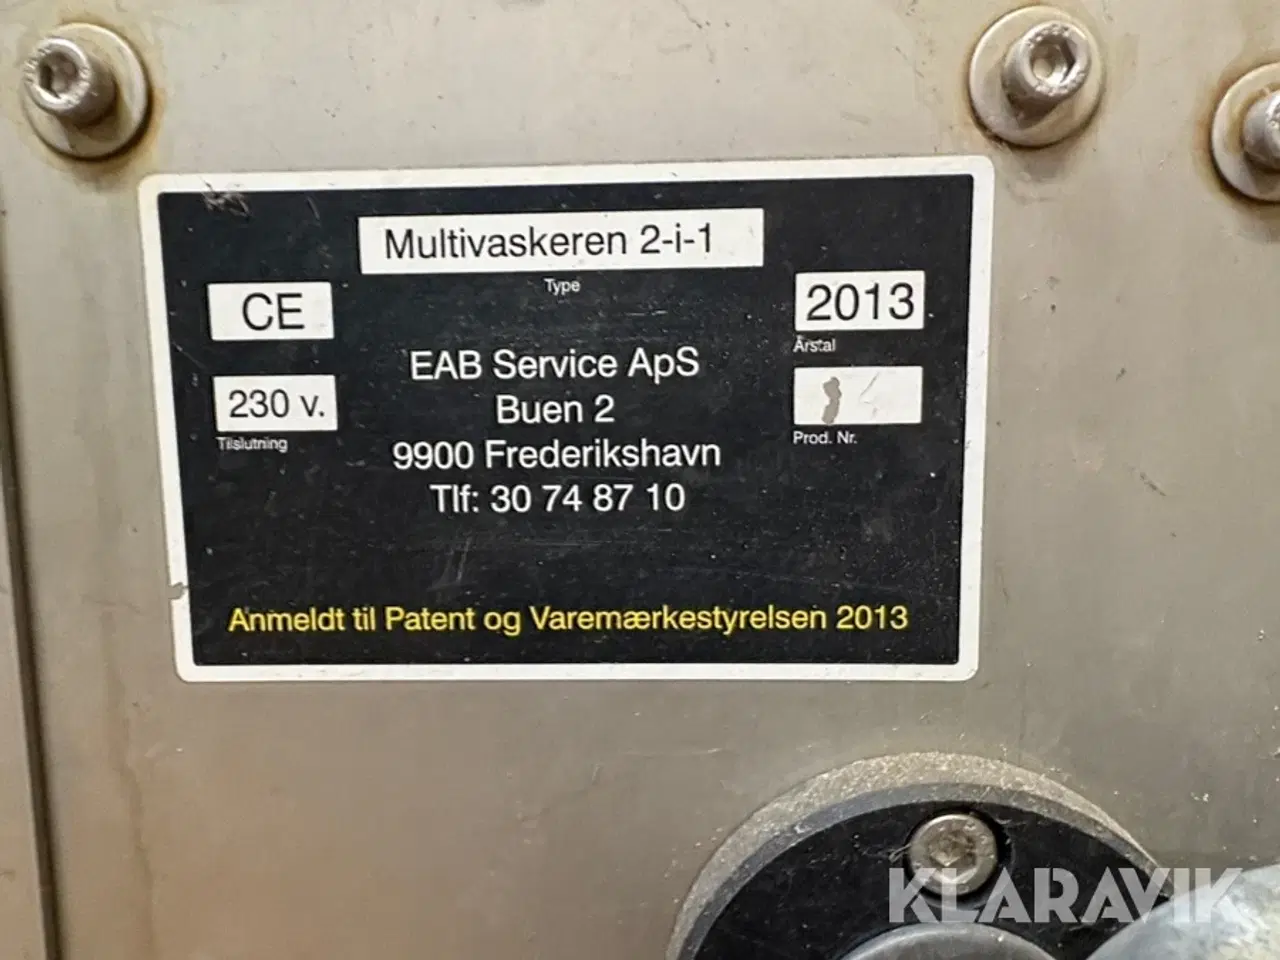 Multivaskeren 2-i-1
Type
CE
2013
Årstal
EAB Service ApS
230 v.
Tilslutning
Buen 2
Prod. Nr.
9900 Frederikshavn
Tlf: 30 74 87 10
Anmeldt til Patent og Varemærkestyrelsen 2013
KLARAVIK